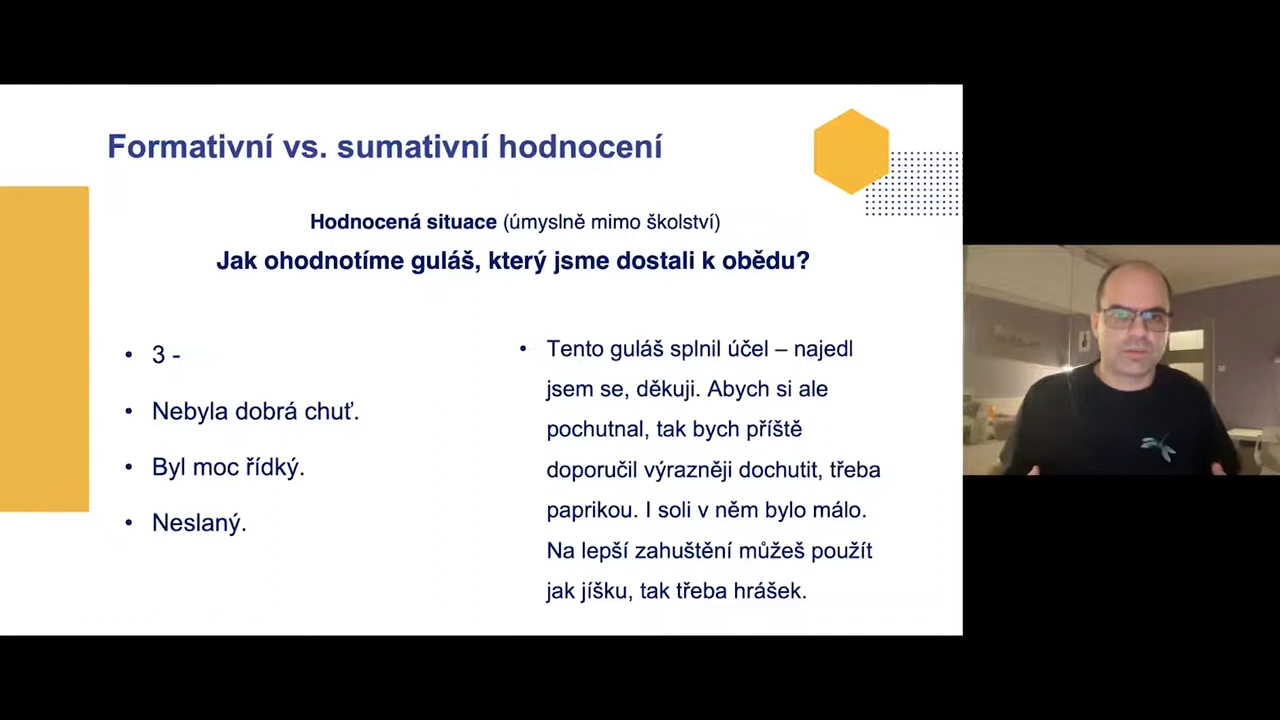 Formativní vs. sumativní hodnocení
Hodnocená situace (úmyslně mimo školství)
Jak ohodnotíme guláš, který jsme dostali k obědu?
• 3 -
• Nebyla dobrá chuť.
• Byl moc řídký.
• Neslaný.
• Tento guláš splnil účel – najedl
jsem se, děkuji. Abych si ale
pochutnal, tak bych příště
doporučil výrazněji dochutit, třeba
paprikou. I soli v něm bylo málo.
Na lepší zahuštění můžeš použít
jak jíšku, tak třeba hrášek.